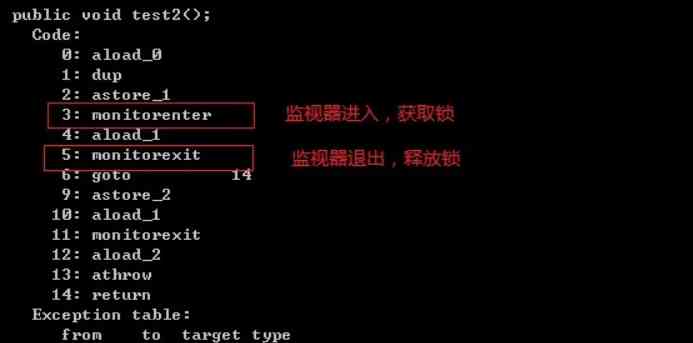 public void test2();
Code:
0: aload_0
1: dup
2: astore_1
3: monitorenter 监视器进入，获取锁
4: aload_1
5: monitorexit 监视器退出，释放锁
6: goto 14
9: astore_2
10: aload_1
11: monitorexit
12: aload_2
13: athrow
14: return
Exception table:
from to target type